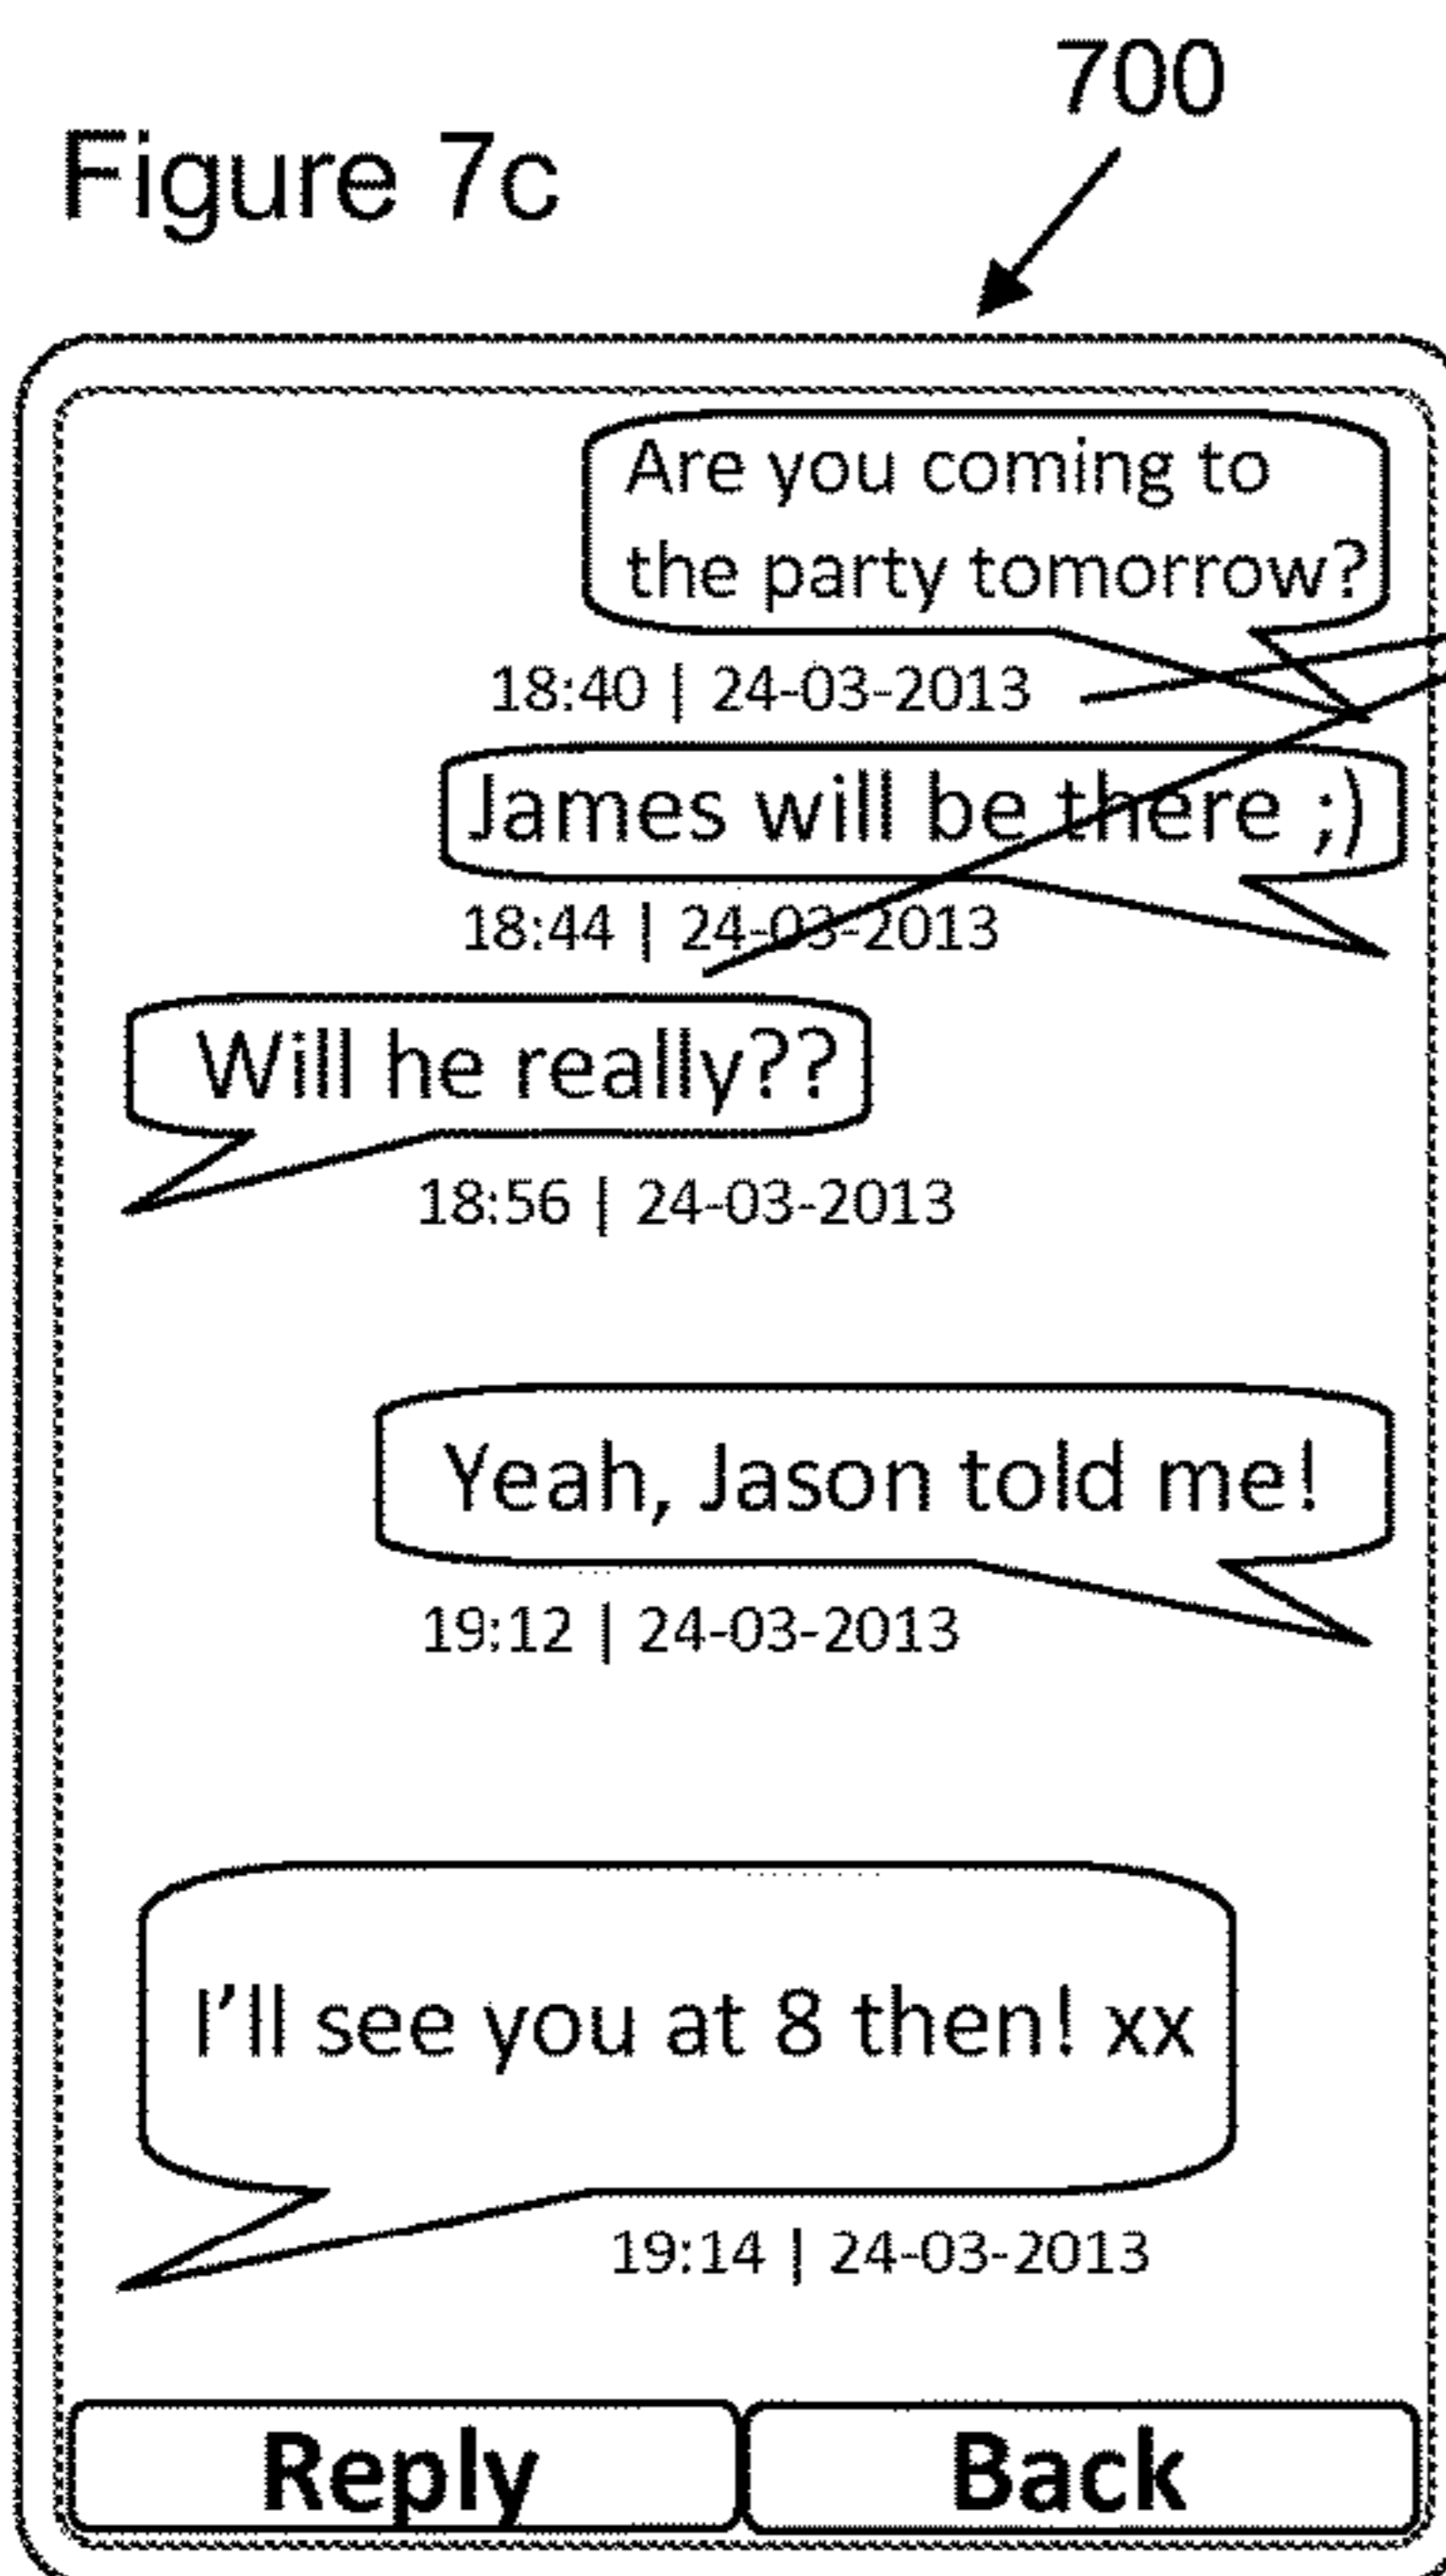 700
Figure 7c
Are you coming to
the party tomorrow?
18:40 | 24-03-2013
James will be there ;)
18:44 | 24-03-2013
Will he really??
18:56 | 24-03-2013
Yeah, Jason told me!
19:12 | 24-03-2013
I'll see you at 8 then! xx
19:14 | 24-03-2013
Reply Back